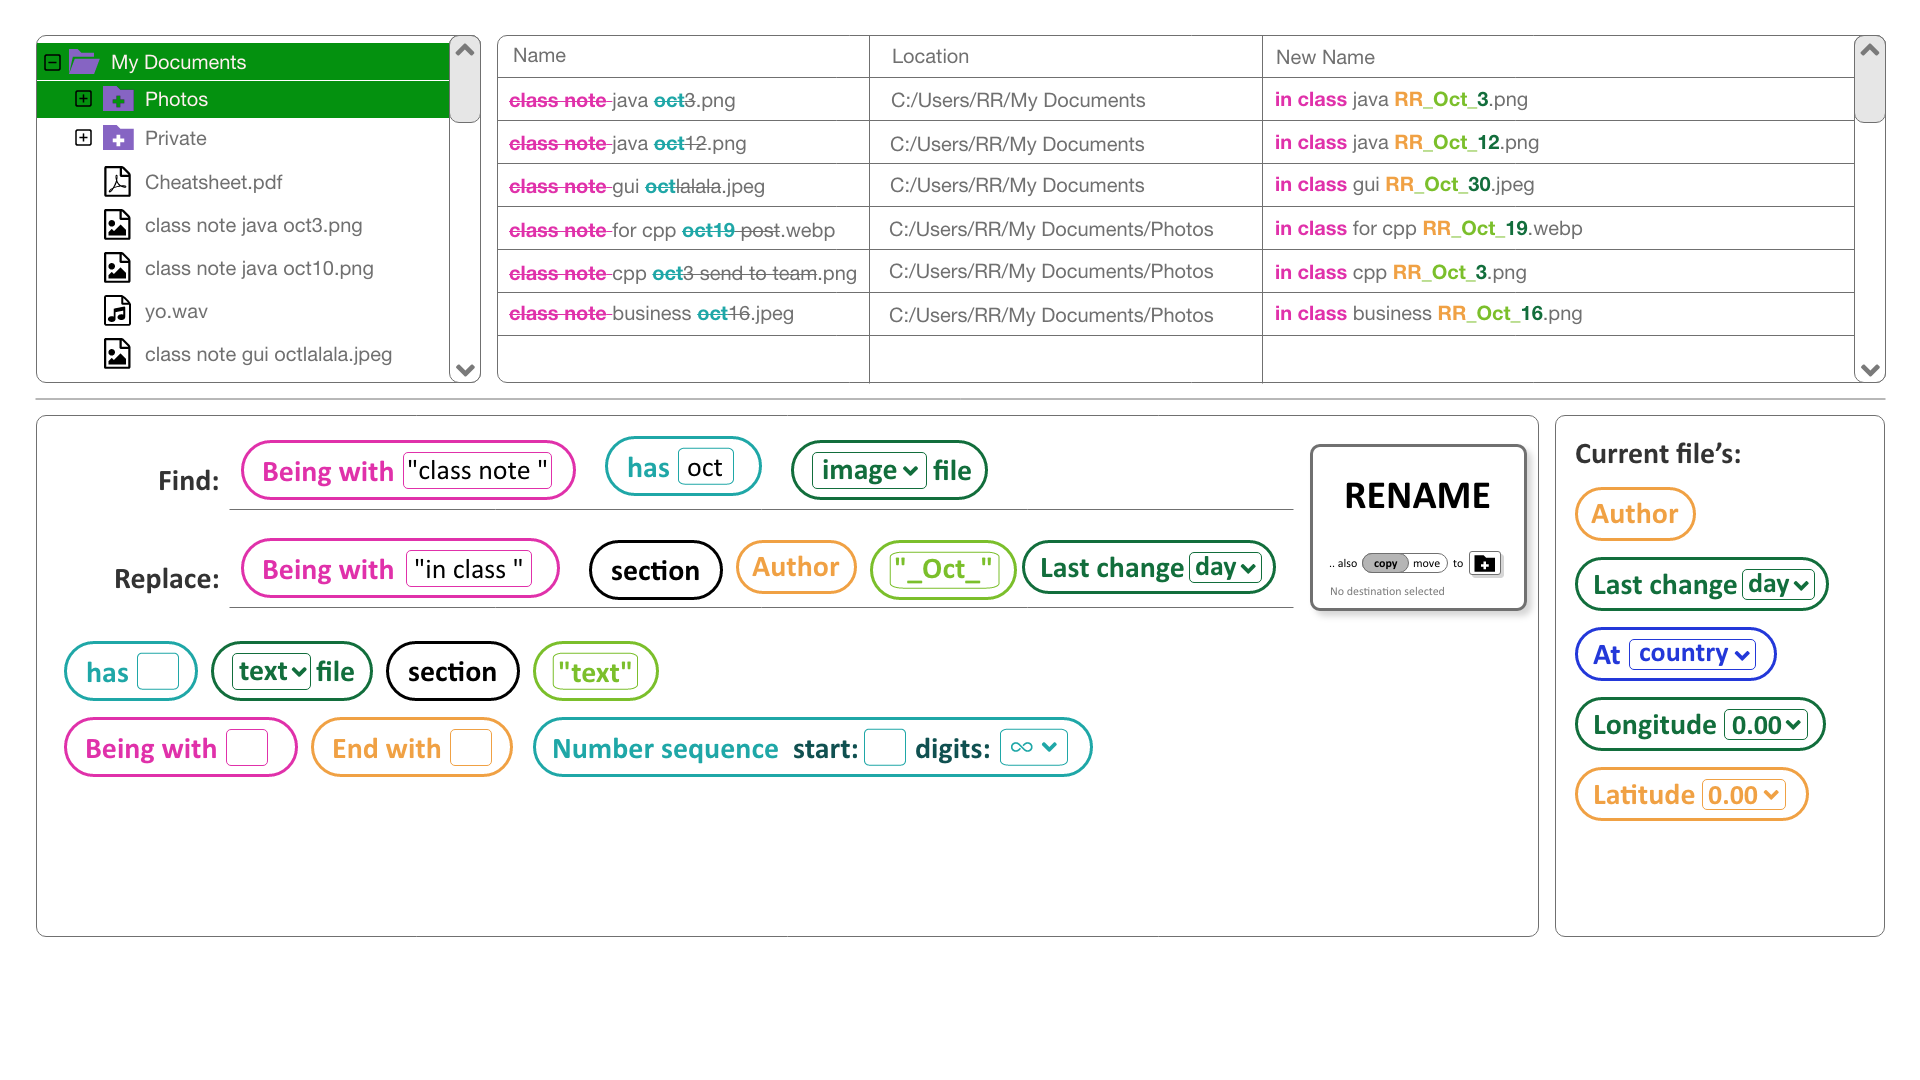 My Documents
Photos
Private
Cheatsheet.pdf
class note java oct3.png
class note java oct10.png
yo.wav
class note gui octlalala.jpeg
Name Location New Name
class note java oct3.png C:/Users/RR/My Documents in class java RR_Oct_3.png
class note java oct12.png C:/Users/RR/My Documents in class java RR_Oct_12.png
class note gui octlalala.jpeg C:/Users/RR/My Documents in class gui RR_Oct_30.jpeg
class note for cpp oct19 post.webp C:/Users/RR/My Documents/Photos in class for cpp RR_Oct_19.webp
class note cpp oct3 send to team.png C:/Users/RR/My Documents/Photos in class cpp RR_Oct_3.png
class note business oct16.jpeg C:/Users/RR/My Documents/Photos in class business RR_Oct_16.png
Find: Being with "class note " has oct image file
Replace: Being with "in class " section Author "_Oct_" Last change day
RENAME
.. also copy move to
No destination selected
has text file section "text"
Being with End with Number sequence start: digits: ∞
Current file’s:
Author
Last change day
At country
Longitude 0.00
Latitude 0.00